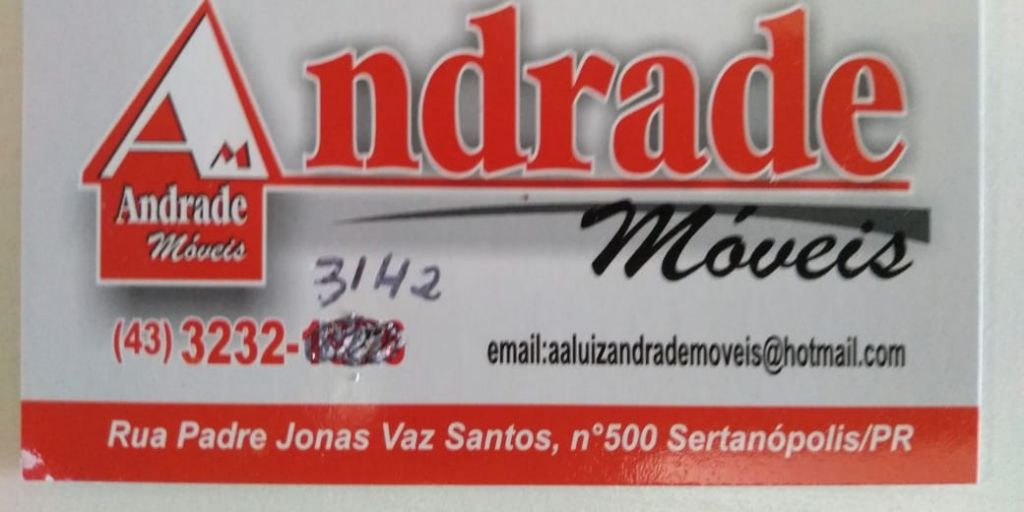 Andrade
AM
Andrade
Móveis
Móveis
3142
(43) 3232-
email:aaluizandrademoveis@hotmail.com
Rua Padre Jonas Vaz Santos, n°500 Sertanópolis/PR